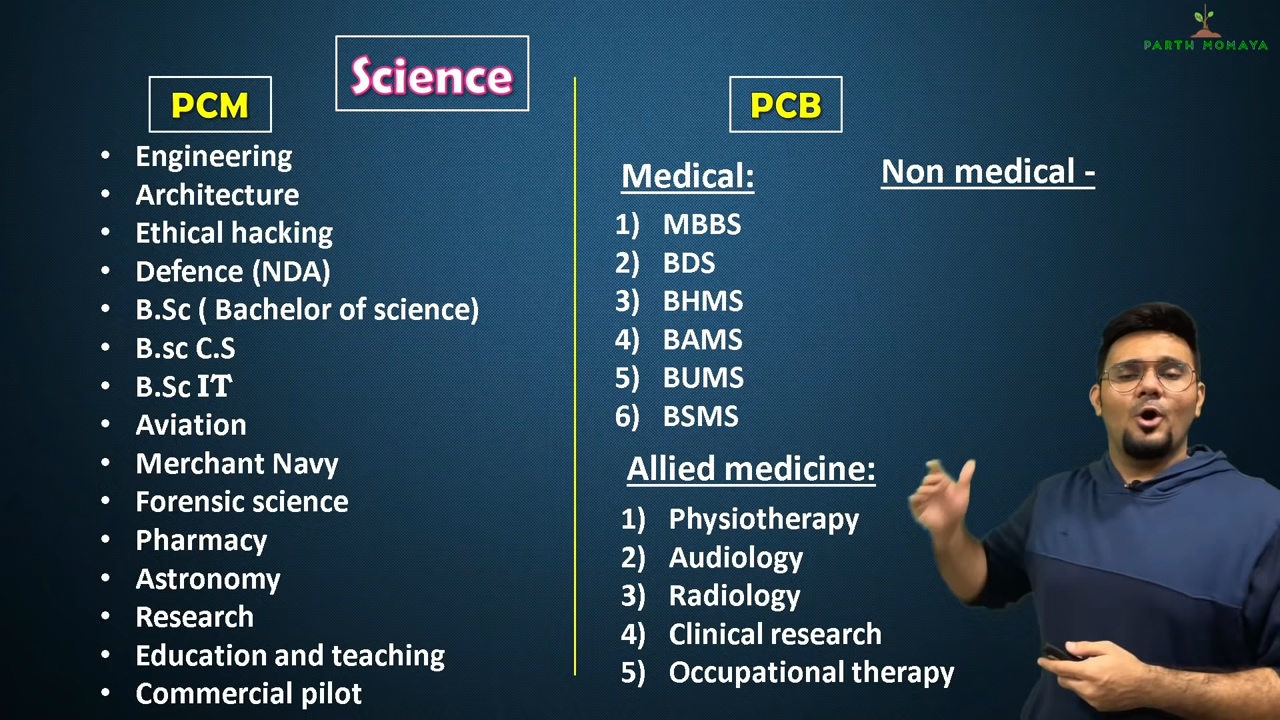 PARTH MOMAYA
Science
PCM
• Engineering
• Architecture
• Ethical hacking
• Defence (NDA)
• B.Sc ( Bachelor of science)
• B.sc C.S
• B.Sc IT
• Aviation
• Merchant Navy
• Forensic science
• Pharmacy
• Astronomy
• Research
• Education and teaching
• Commercial pilot
PCB
Medical:
1) MBBS
2) BDS
3) BHMS
4) BAMS
5) BUMS
6) BSMS
Allied medicine:
1) Physiotherapy
2) Audiology
3) Radiology
4) Clinical research
5) Occupational therapy
Non medical -